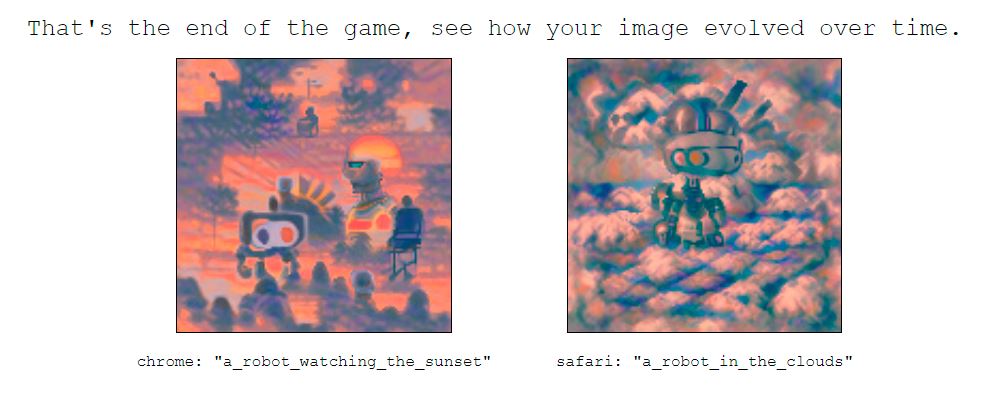 That's the end of the game, see how your image evolved over time.
chrome: "a_robot_watching_the_sunset"
safari: "a_robot_in_the_clouds"